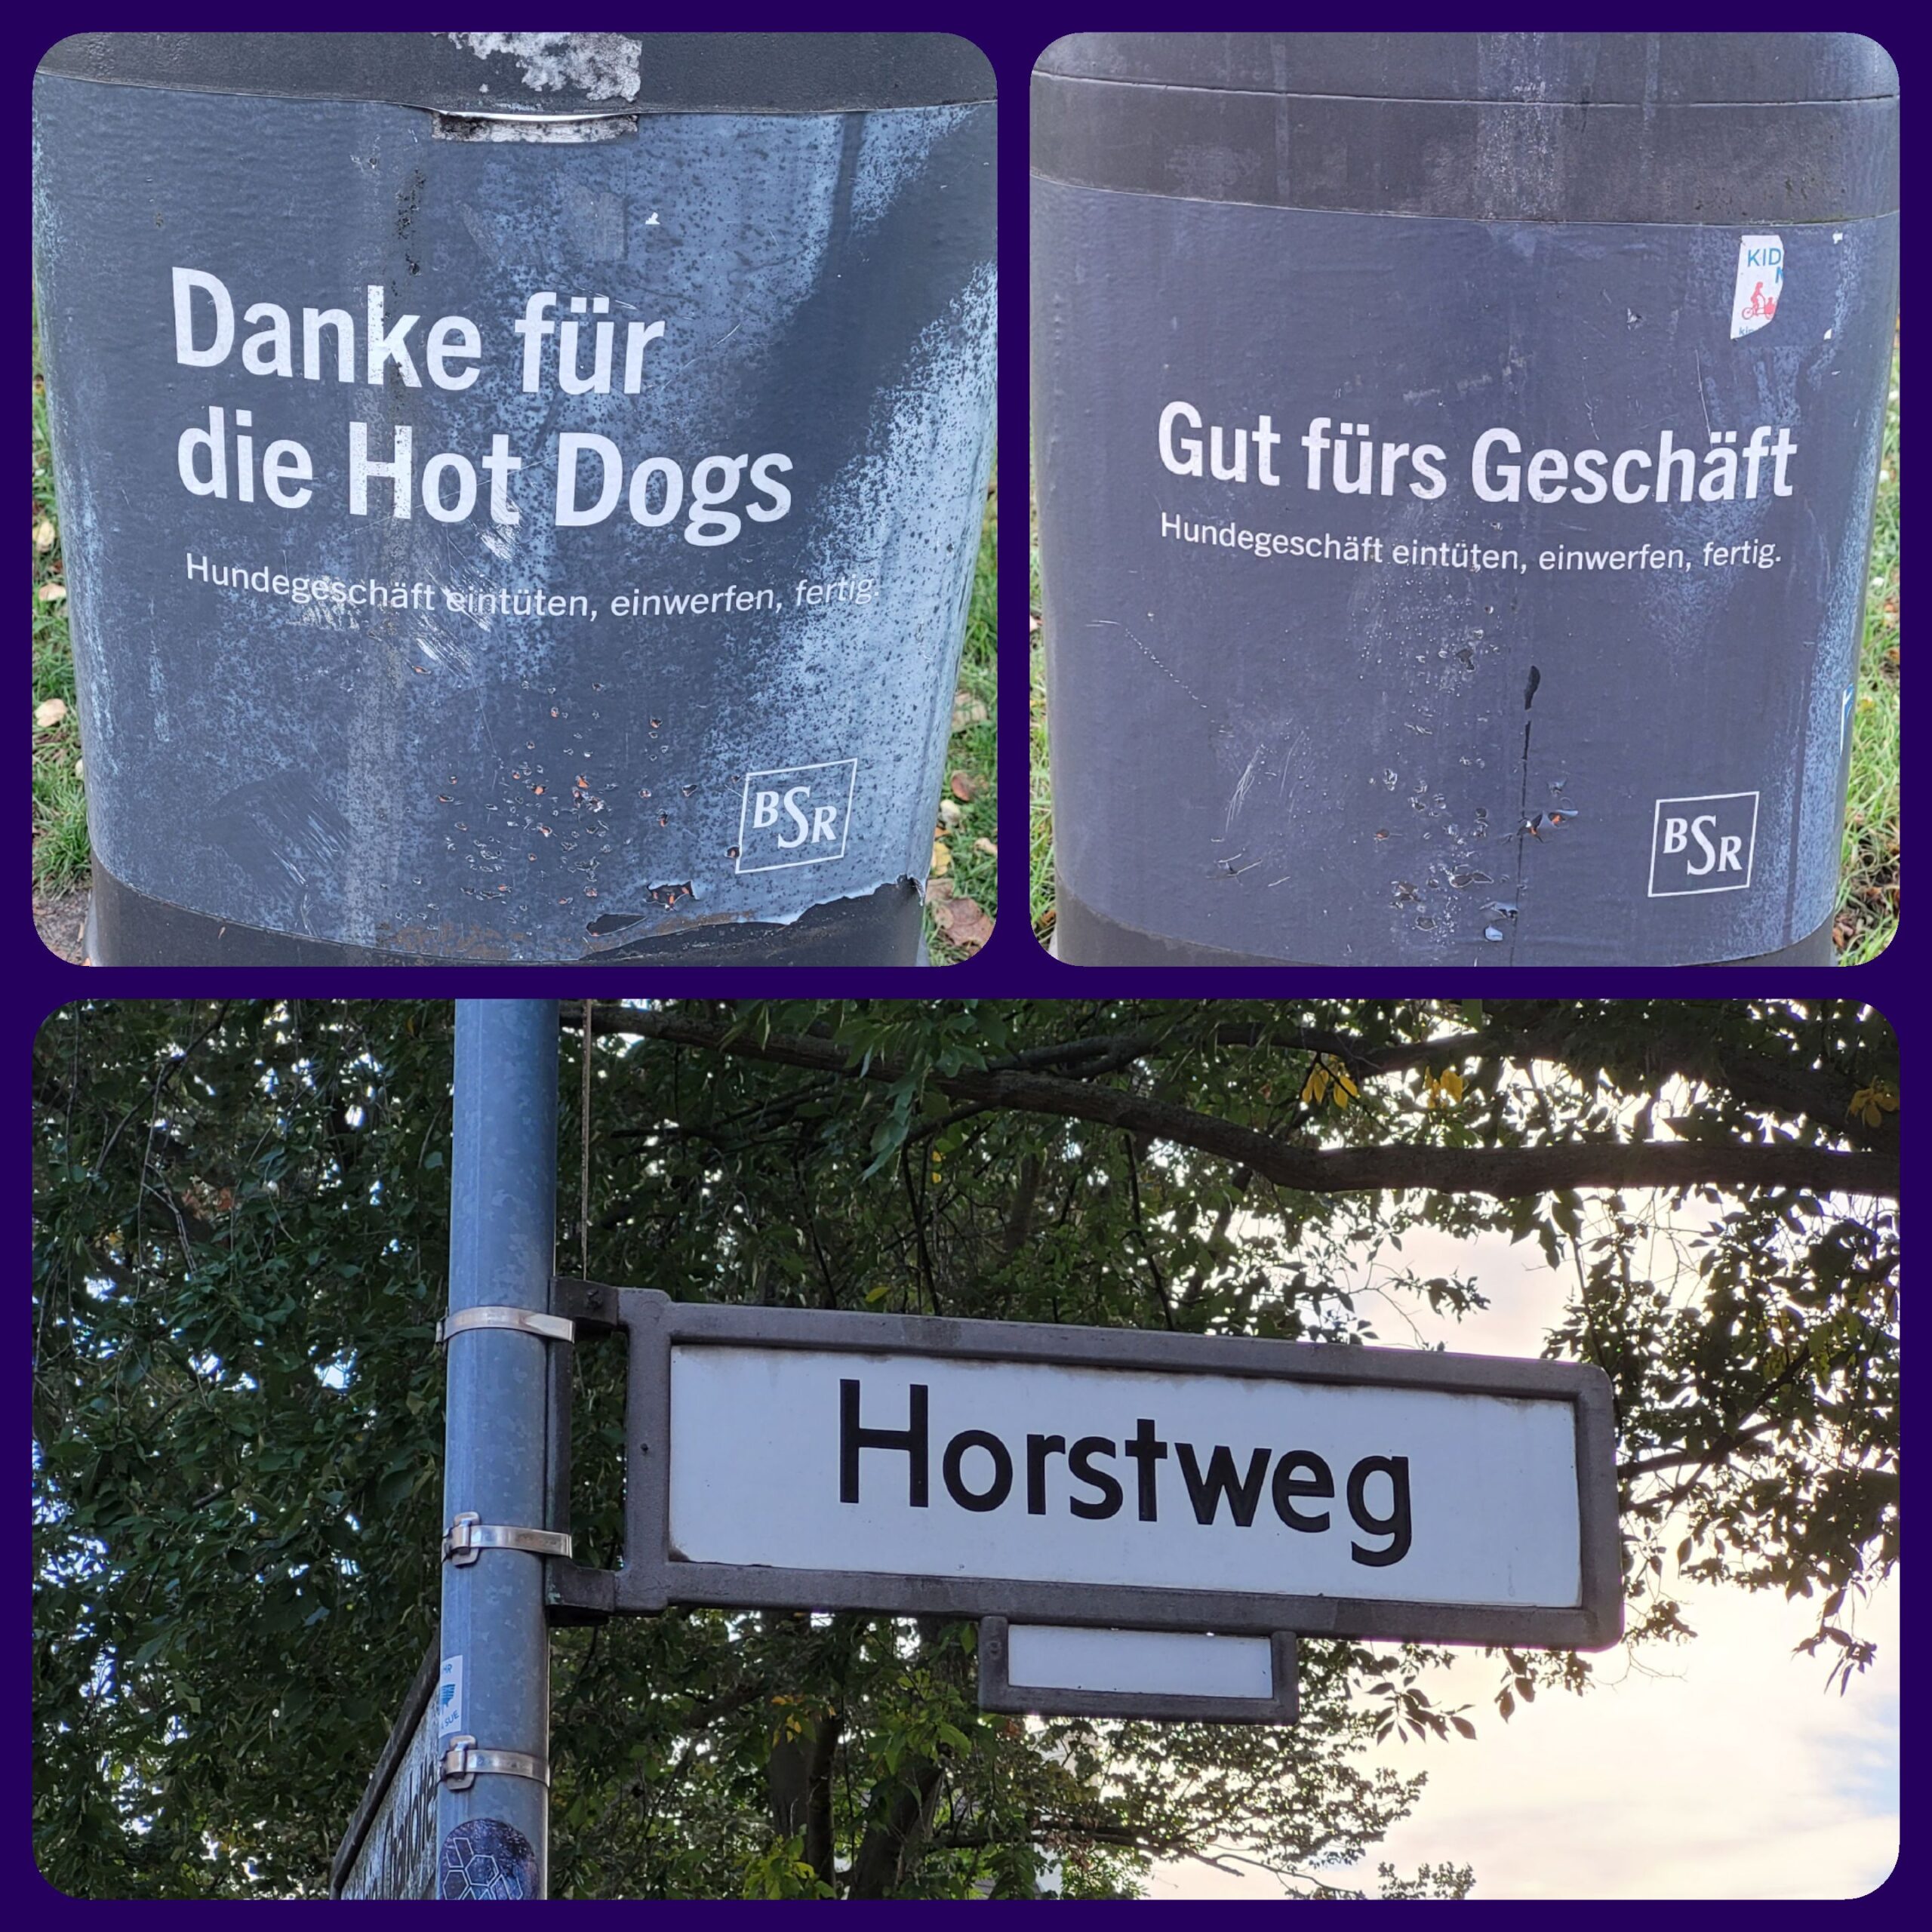 Danke für
die Hot Dogs
Hundegeschäft eintüten, einwerfen, fertig.
BSR
KID
Gut fürs Geschäft
Hundegeschäft eintüten, einwerfen, fertig.
BSR
Horstweg